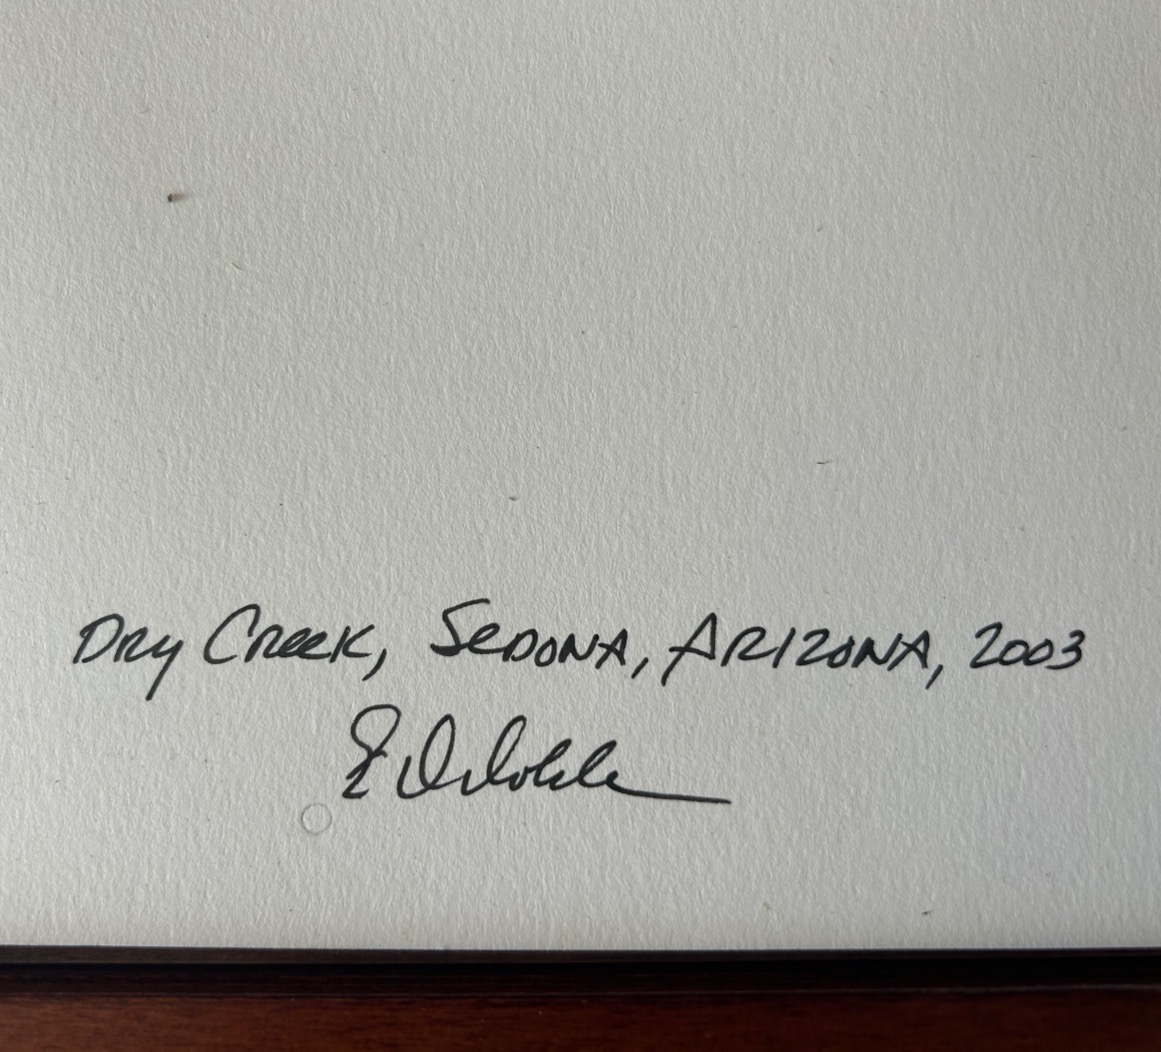 Dry Creek, Sedona, Arizona, 2003